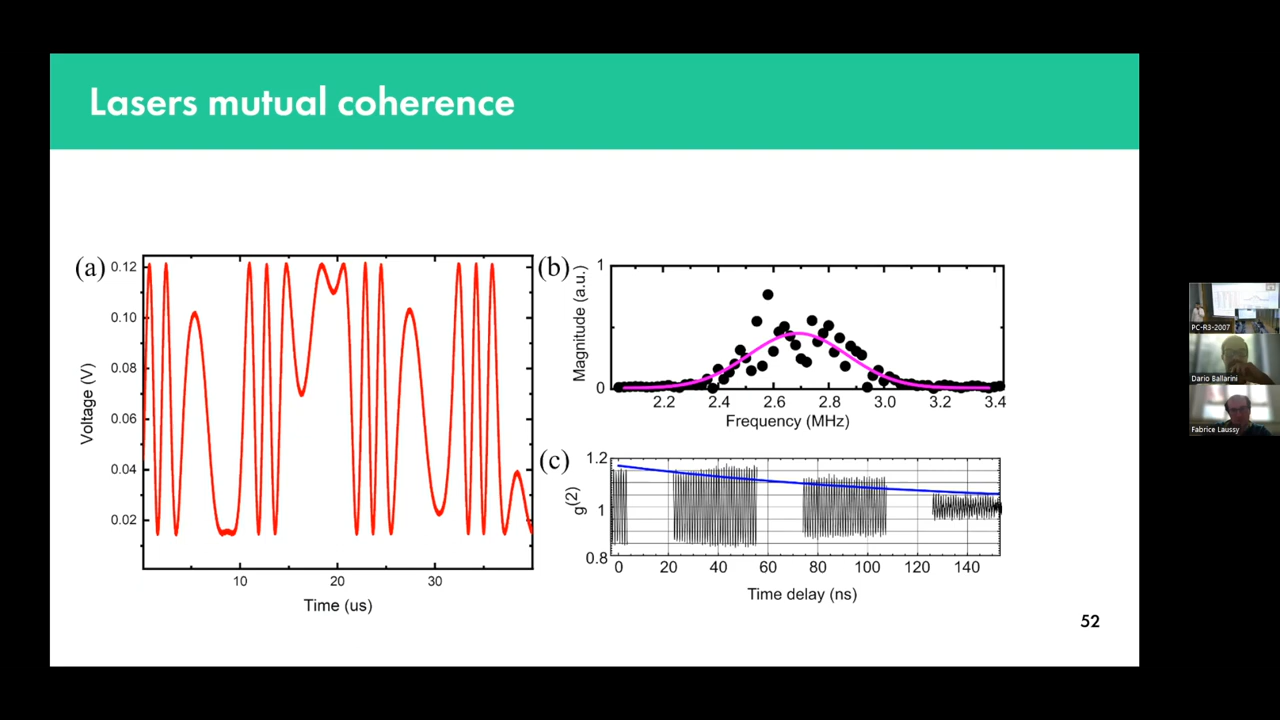 Lasers mutual coherence
(a)
0.12
0.10
0.08
0.06
0.04
0.02
Voltage (V)
10
20
30
Time (us)
(b)
1
0
Magnitude (a.u.)
2.2
2.4
2.6
2.8
3.0
3.2
3.4
Frequency (MHz)
(c)
1.2
1
0.8
g(2)
0
20
40
60
80
100
120
140
Time delay (ns)
52
PC-R3-2007
Dario Ballarini
Fabrice Laussy